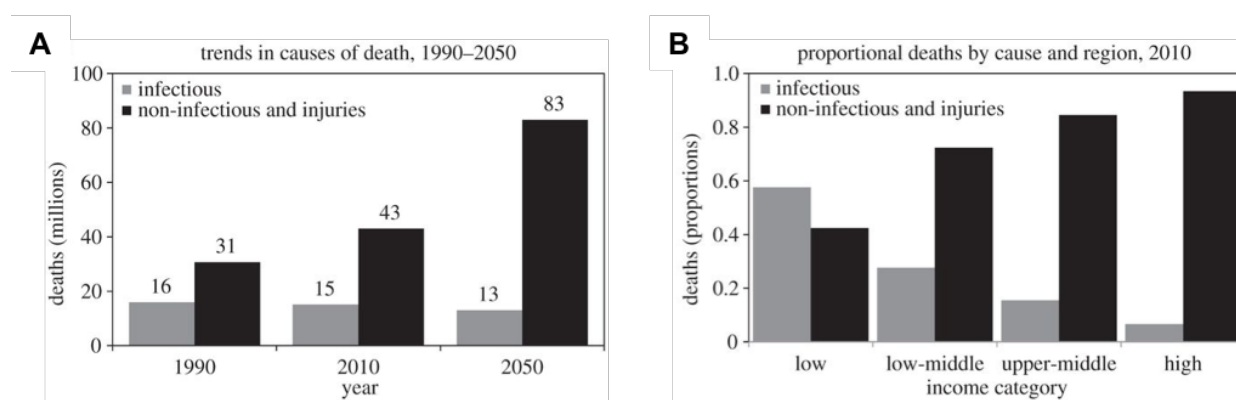 A
trends in causes of death, 1990–2050
100
80
60
40
20
0
deaths (millions)
infectious
non-infectious and injuries
16
31
15
43
13
83
1990
2010
2050
year
B
proportional deaths by cause and region, 2010
1.0
0.8
0.6
0.4
0.2
0
deaths (proportions)
infectious
non-infectious and injuries
low
low-middle
upper-middle
high
income category